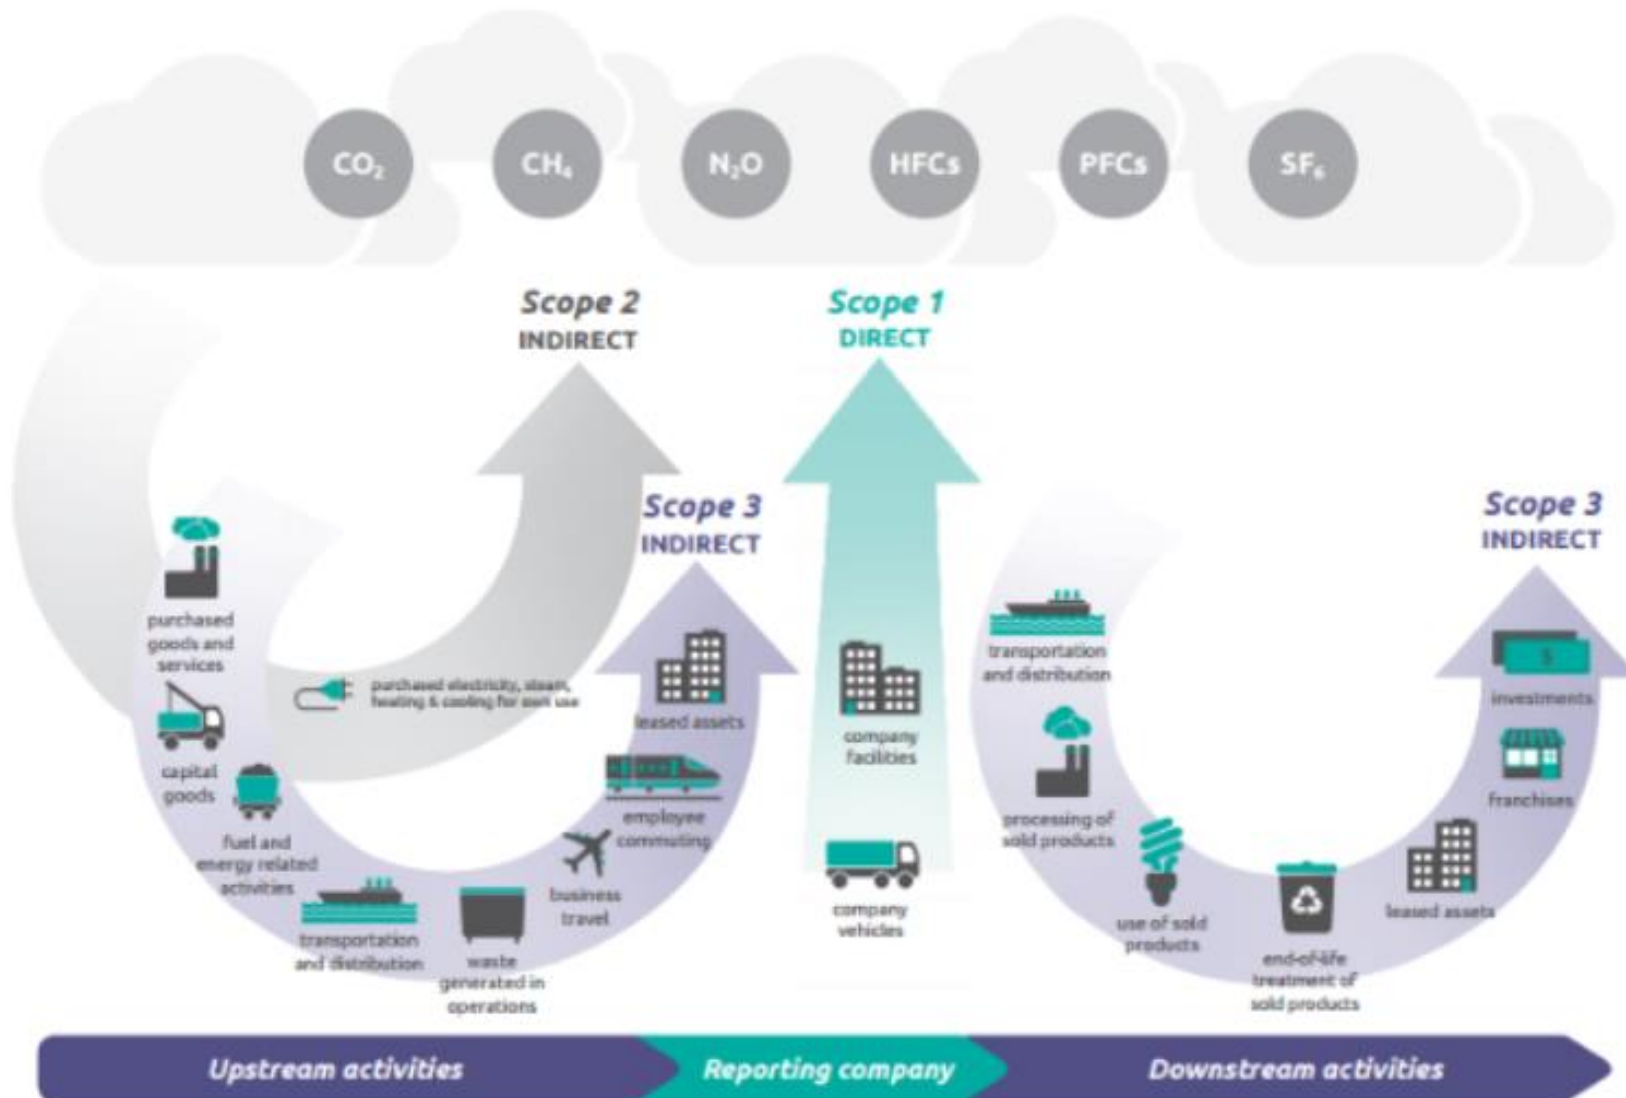 CO₂
CH₄
N₂O
HFCs
PFCs
SF₆
Scope 2
INDIRECT
Scope 1
DIRECT
Scope 3
INDIRECT
Scope 3
INDIRECT
purchased
goods and
services
capital
goods
fuel and
energy related
activities
purchased electricity, steam,
heating & cooling for own use
transportation
and distribution
waste
generated in
operations
business
travel
employee
commuting
leased assets
company
facilities
company
vehicles
transportation
and distribution
processing of
sold products
use of sold
products
end-of-life
treatment of
sold products
leased assets
franchises
$
investments
Upstream activities
Reporting company
Downstream activities